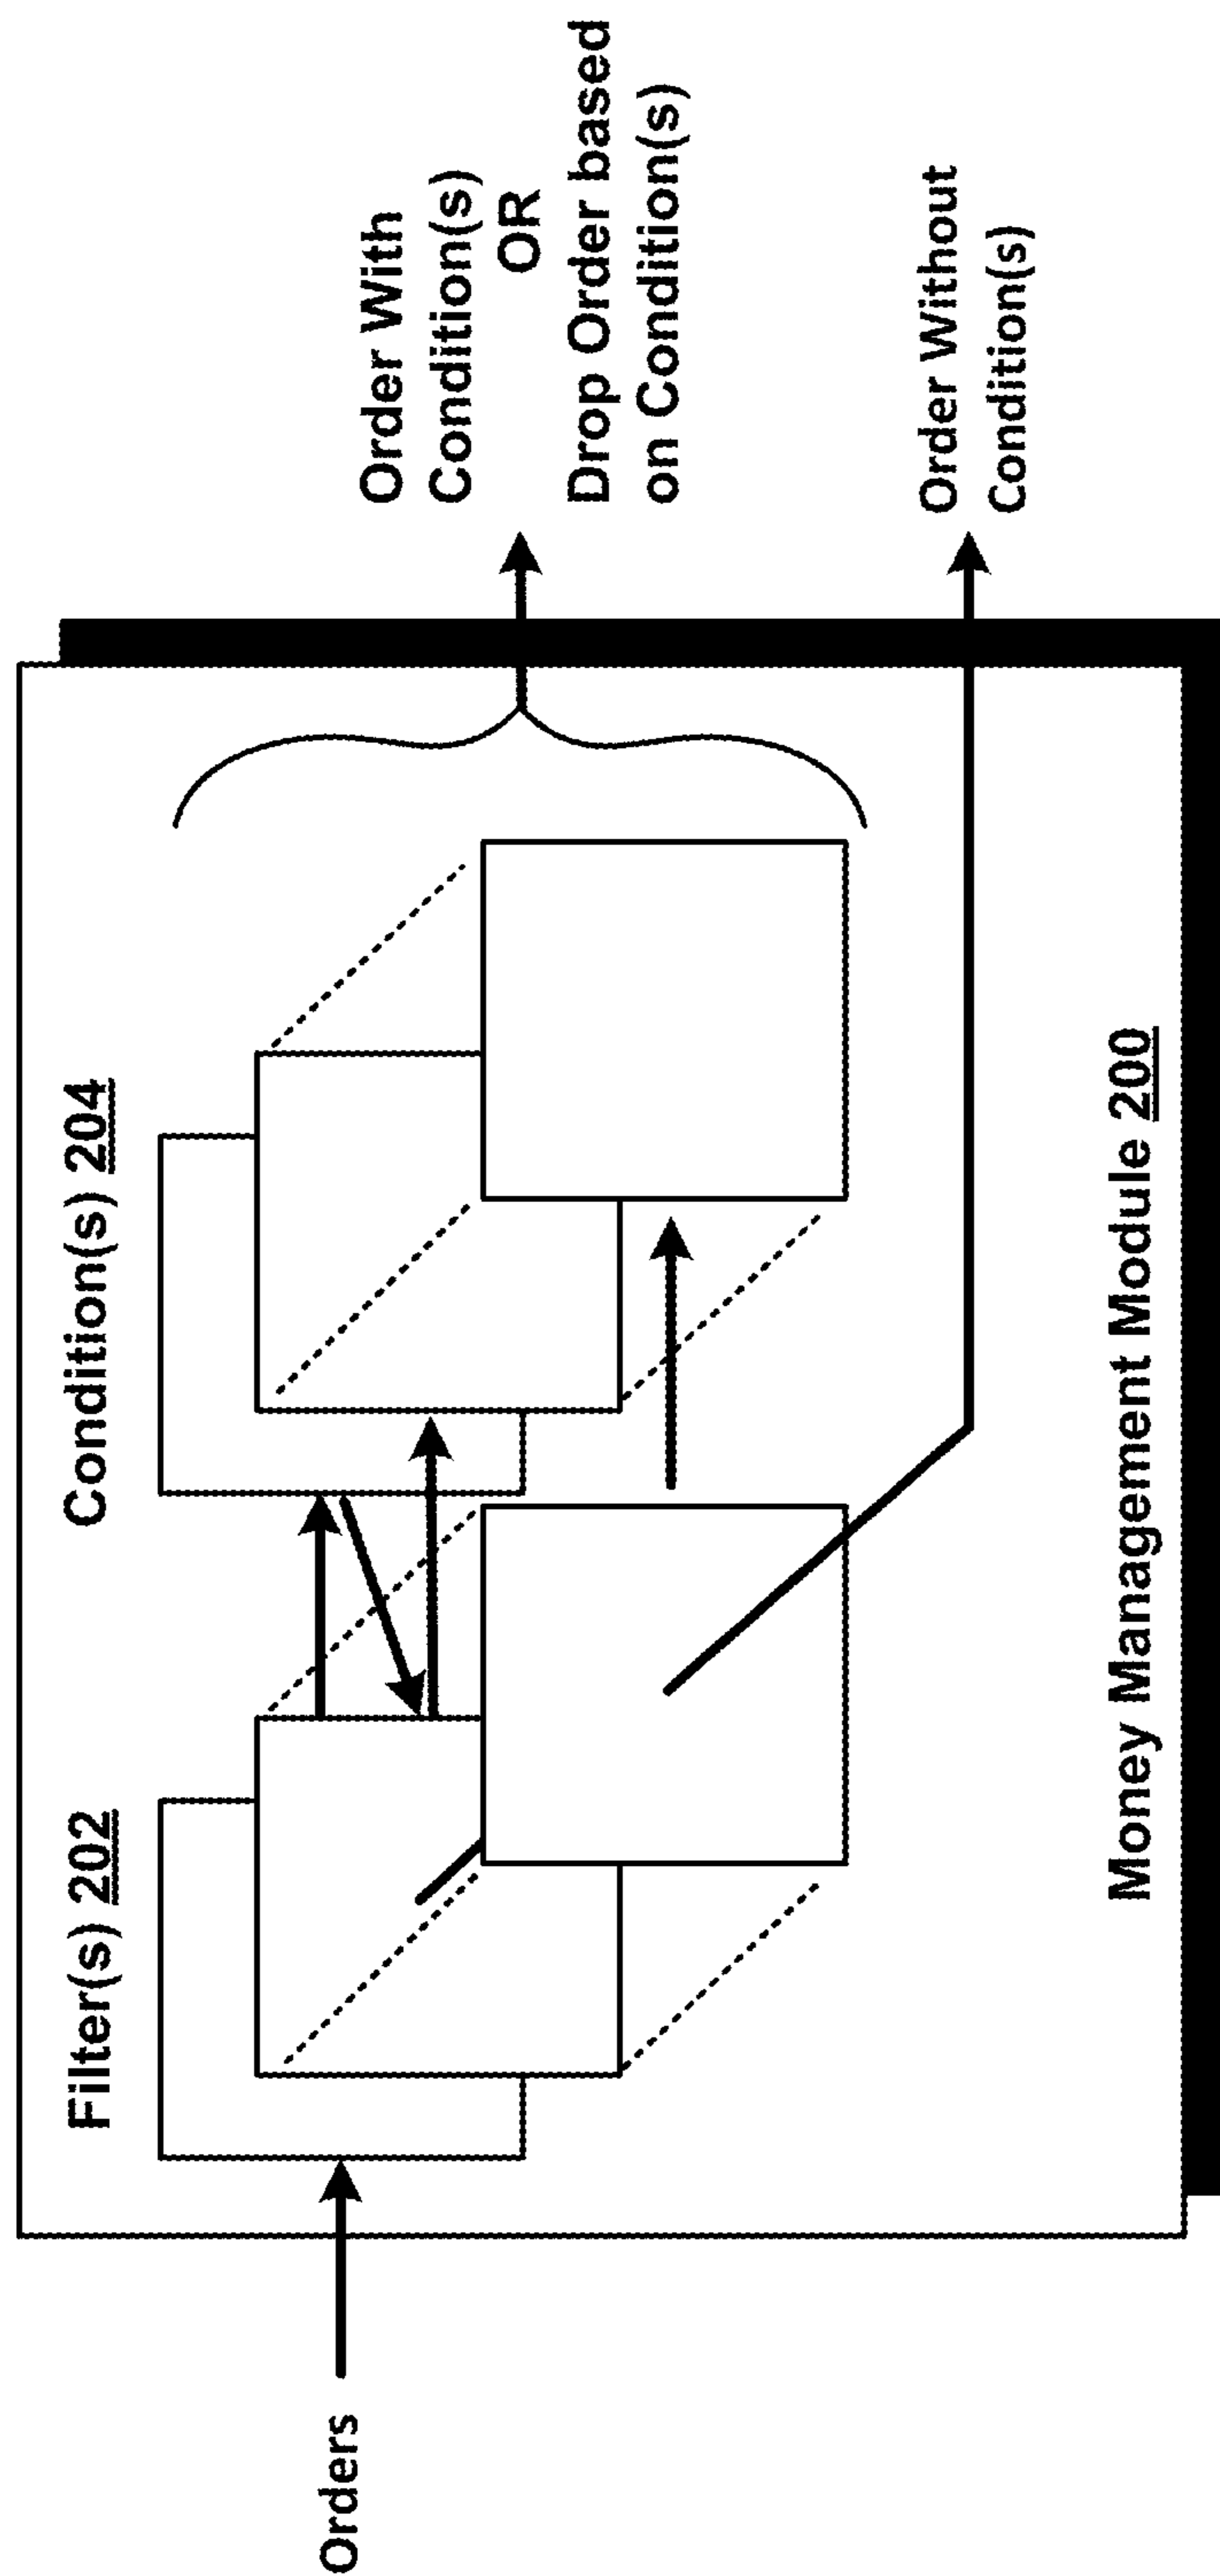 Orders
Filter(s) 202
Condition(s) 204
Order With
Condition(s)
OR
Drop Order based
on Condition(s)
Order Without
Condition(s)
Money Management Module 200